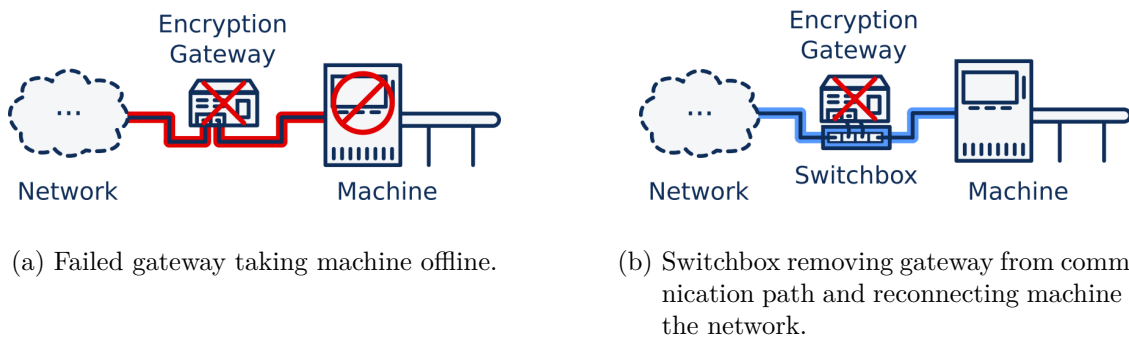 Encryption
Gateway
...
Network
Machine
(a) Failed gateway taking machine offline.
Encryption
Gateway
...
Network
Switchbox
Machine
(b) Switchbox removing gateway from comm
nication path and reconnecting machine
the network.